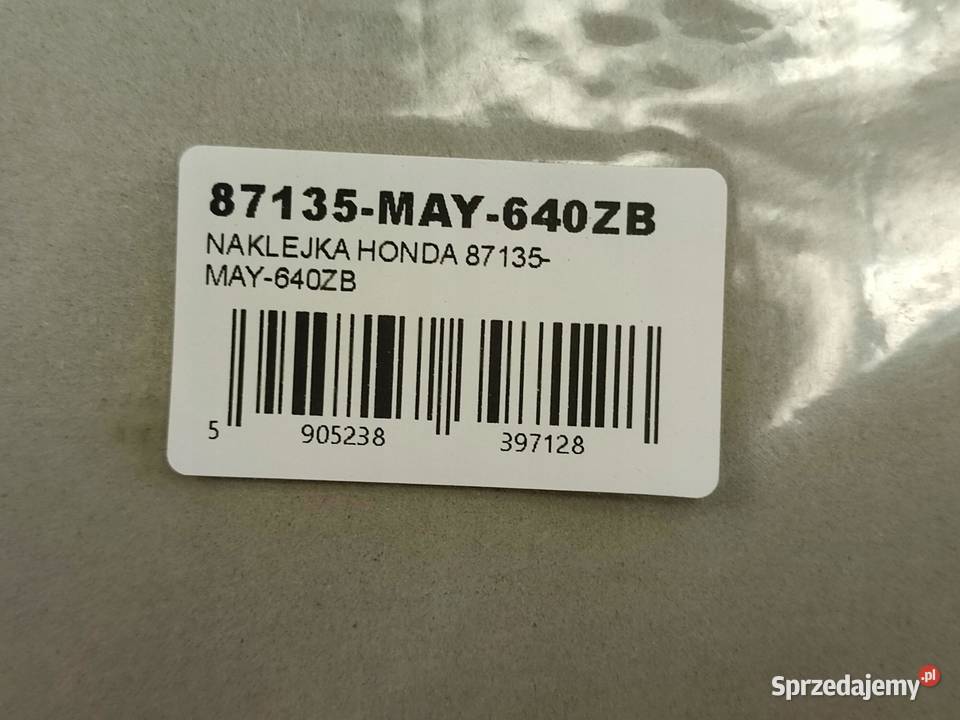 87135-MAY-640ZB
NAKLEJKA HONDA 87135-
MAY-640ZB
5 905238 397128
Sprzedajemy.pl